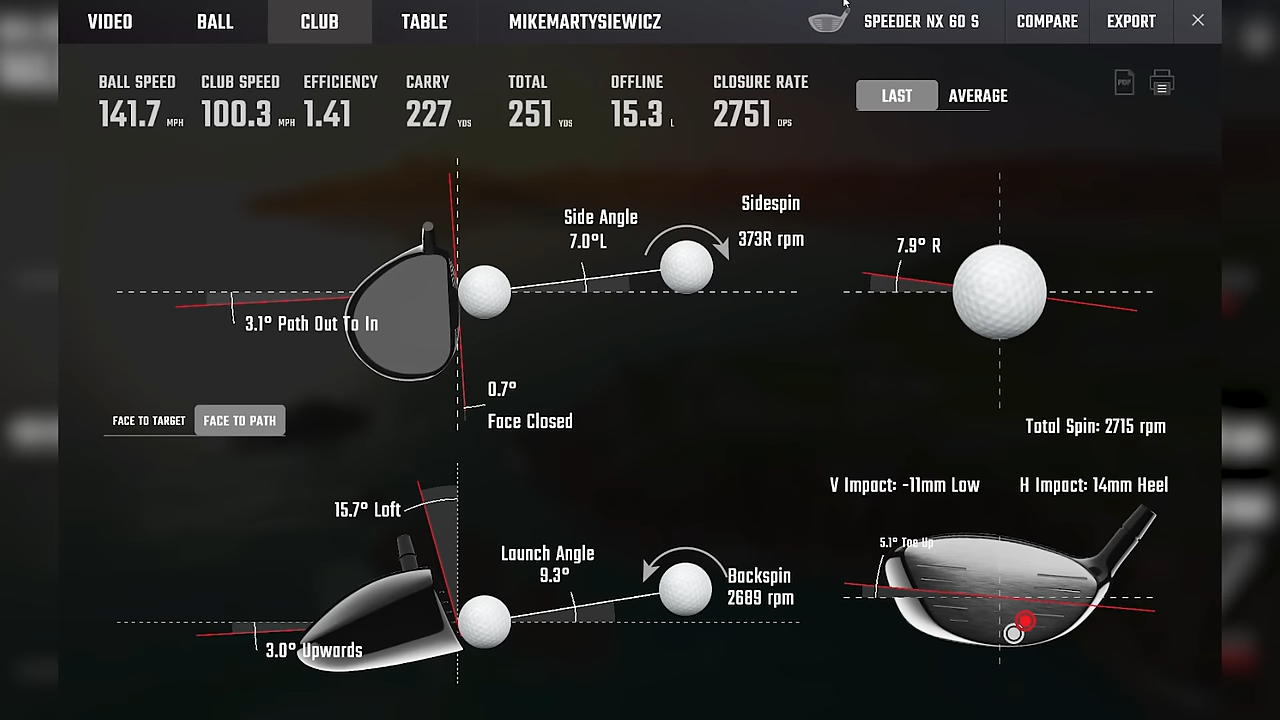 VIDEO BALL CLUB TABLE MIKEMARTYSIEWICZ SPEEDER NX 60 S COMPARE EXPORT
BALL SPEED CLUB SPEED EFFICIENCY CARRY TOTAL OFFLINE CLOSURE RATE
141.7 MPH 100.3 MPH 1.41 227 YDS 251 YDS 15.3 L 2751 DPS
LAST AVERAGE
PDF
Side Angle
7.0°L
Sidespin
373R rpm
7.9° R
3.1° Path Out To In
0.7°
Face Closed
FACE TO TARGET FACE TO PATH
Total Spin: 2715 rpm
V Impact: -11mm Low H Impact: 14mm Heel
15.7° Loft
Launch Angle
9.3°
Backspin
2689 rpm
5.1° Toe Up
3.0° Upwards